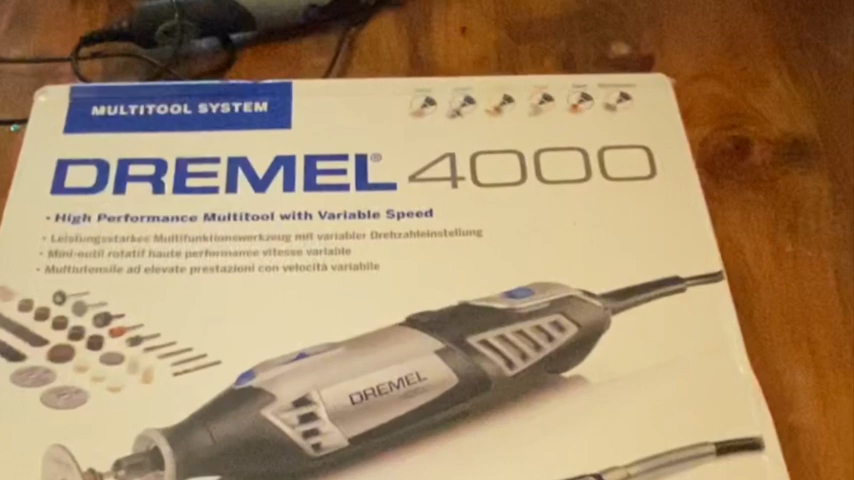 MULTITOOL SYSTEM
DREMEL® 4000
• High Performance Multitool with Variable Speed
• Leistungsstarkes Multifunktionswerkzeug mit variabler Drehzahleinstellung
• Mini-outil rotatif haute performance vitesse variable
• Multiutensile ad elevate prestazioni con velocità variabile
DREMEL